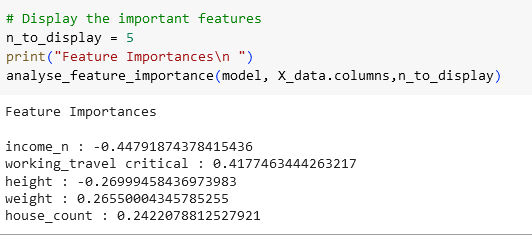 # Display the important features
n_to_display = 5
print("Feature Importances\n ")
analyse_feature_importance(model, X_data.columns,n_to_display)
Feature Importances
income_n : -0.44791874378415436
working_travel critical : 0.4177463444263217
height : -0.26999458436973983
weight : 0.26550004345785255
house_count : 0.2422078812527921